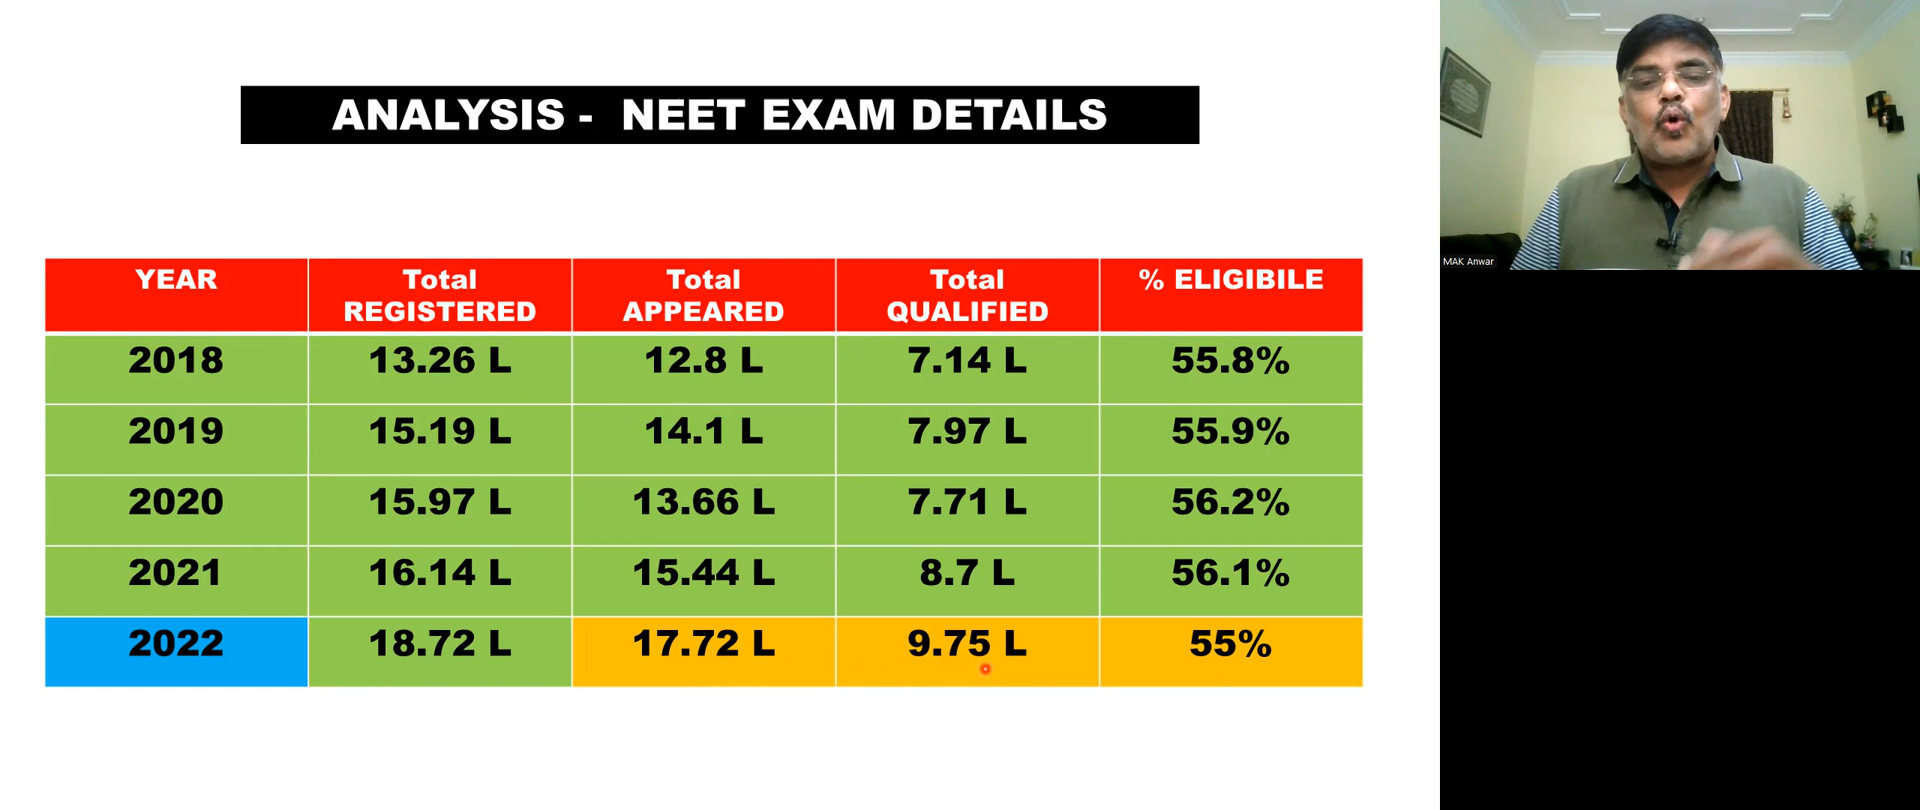 ANALYSIS - NEET EXAM DETAILS
MAK Anwar
YEAR Total REGISTERED Total APPEARED Total QUALIFIED % ELIGIBILE
2018 13.26 L 12.8 L 7.14 L 55.8%
2019 15.19 L 14.1 L 7.97 L 55.9%
2020 15.97 L 13.66 L 7.71 L 56.2%
2021 16.14 L 15.44 L 8.7 L 56.1%
2022 18.72 L 17.72 L 9.75 L 55%